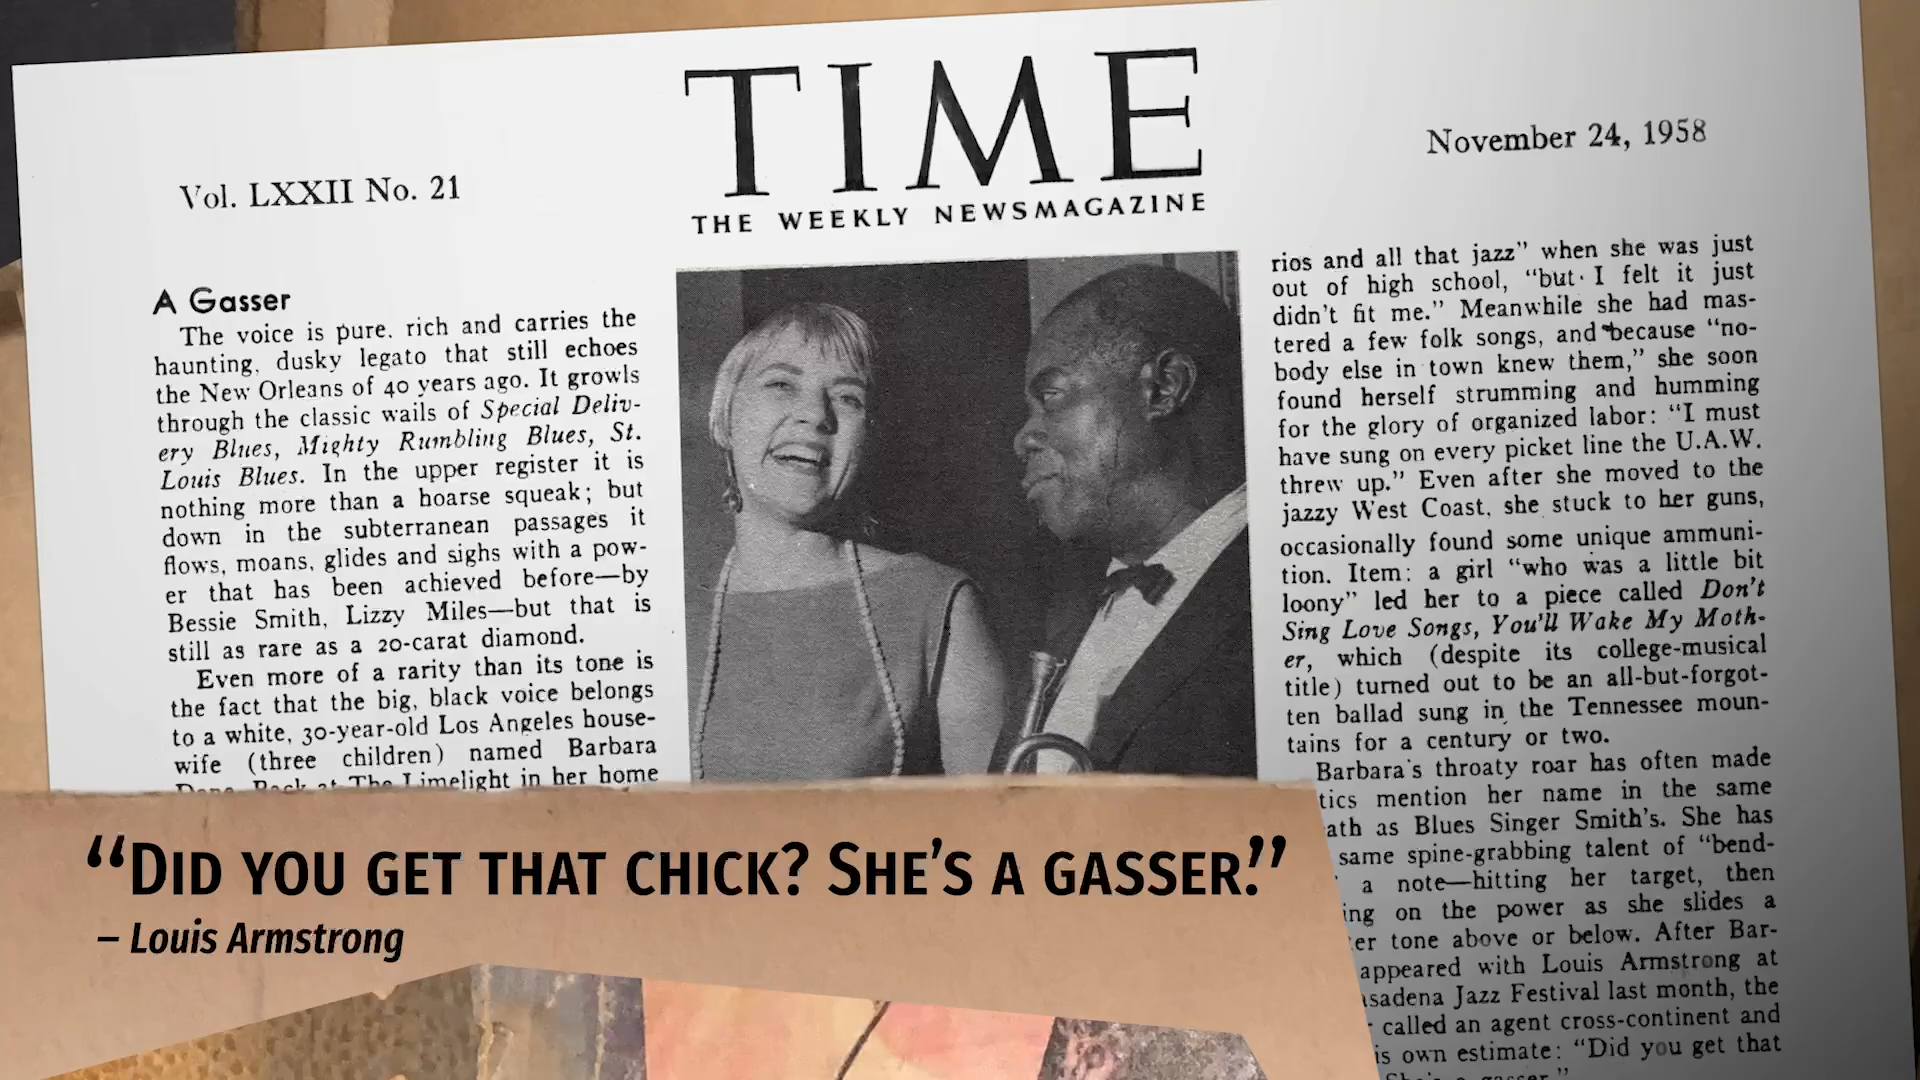 TIME
THE WEEKLY NEWSMAGAZINE
Vol. LXXII No. 21
November 24, 1958
A Gasser
The voice is pure, rich and carries the
haunting, dusky legato that still echoes
the New Orleans of 40 years ago. It growls
through the classic wails of Special Deliv-
ery Blues, Mighty Rumbling Blues, St.
Louis Blues. In the upper register it is
nothing more than a hoarse squeak; but
down in the subterranean passages it
flows, moans, glides and sighs with a pow-
er that has been achieved before—by
Bessie Smith, Lizzy Miles—but that is
still as rare as a 20-carat diamond.
Even more of a rarity than its tone is
the fact that the big, black voice belongs
to a white, 30-year-old Los Angeles house-
wife (three children) named Barbara
Back at The Limelight in her home
rios and all that jazz” when she was just
out of high school, “but I felt it just
didn't fit me.” Meanwhile she had mas-
tered a few folk songs, and because “no-
body else in town knew them,” she soon
found herself strumming and humming
for the glory of organized labor: “I must
have sung on every picket line the U.A.W.
threw up.” Even after she moved to the
jazzy West Coast, she stuck to her guns,
occasionally found some unique ammuni-
tion. Item: a girl “who was a little bit
loony” led her to a piece called Don't
Sing Love Songs, You'll Wake My Moth-
er, which (despite its college-musical
title) turned out to be an all-but-forgot-
ten ballad sung in the Tennessee moun-
tains for a century or two.
Barbara's throaty roar has often made
tics mention her name in the same
ath as Blues Singer Smith's. She has
same spine-grabbing talent of “bend-
a note—hitting her target, then
ing on the power as she slides a
er tone above or below. After Bar-
appeared with Louis Armstrong at
asadena Jazz Festival last month, the
called an agent cross-continent and
is own estimate: “Did you get that
She's a gasser.”
“DID YOU GET THAT CHICK? SHE'S A GASSER.”
– Louis Armstrong